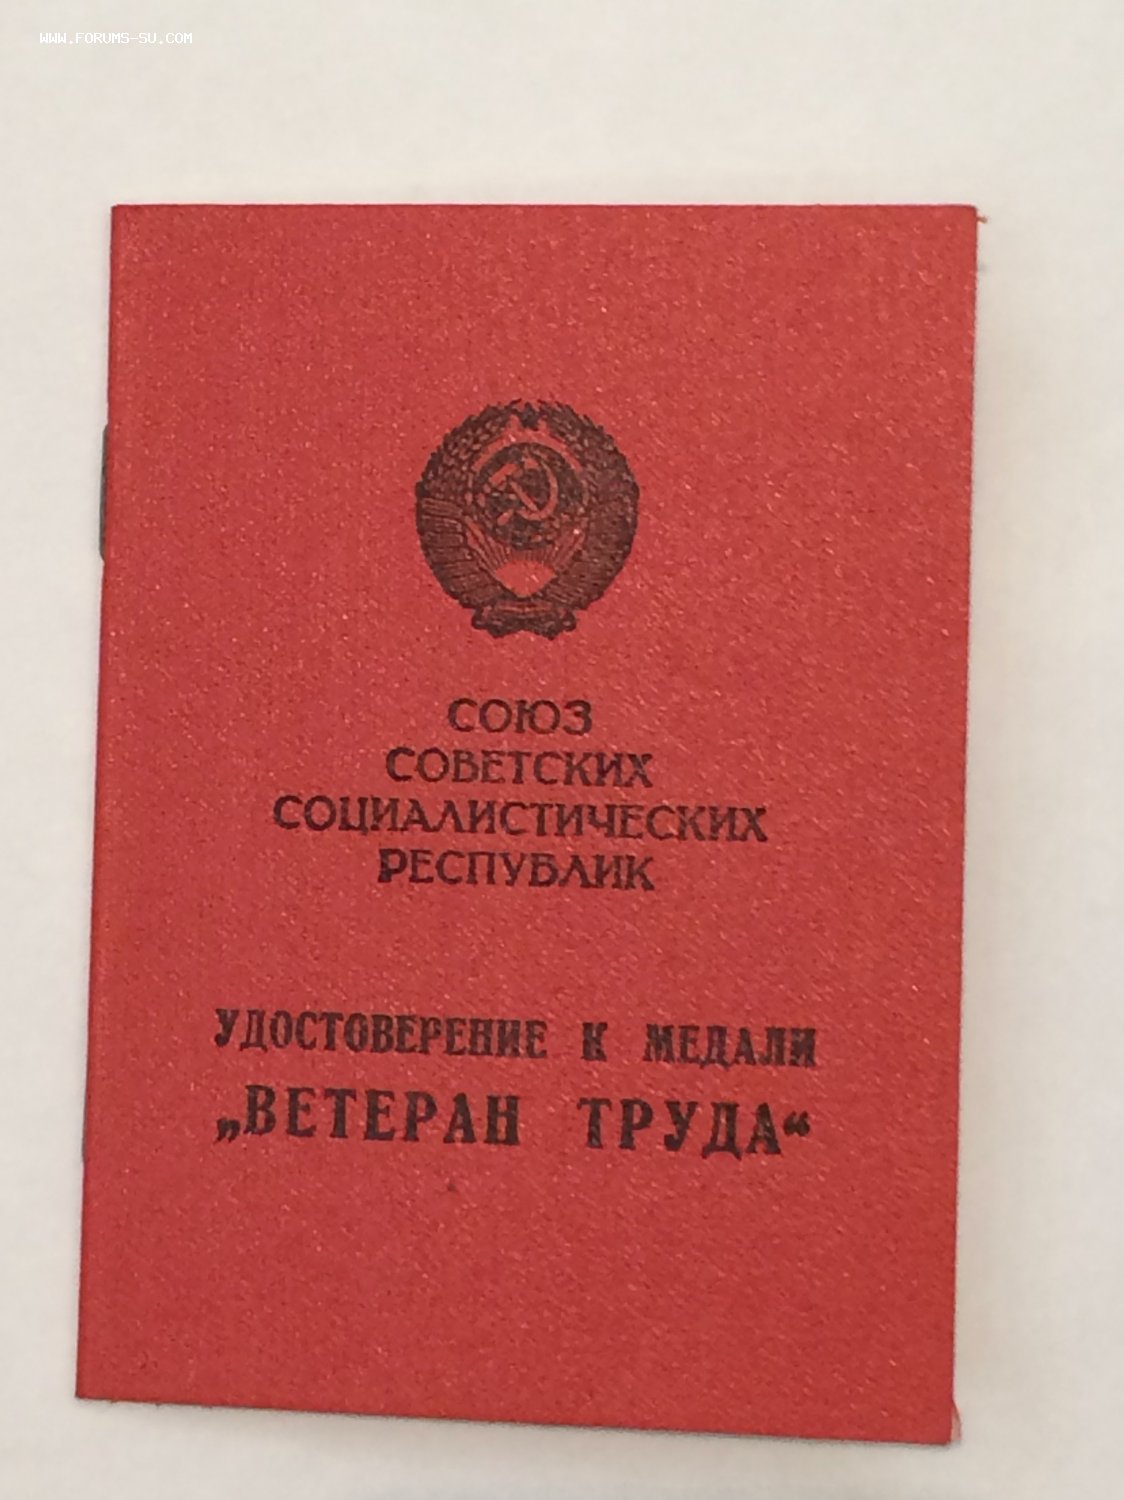 WWW.FORUMS-SU.COM
СОЮЗ
СОВЕТСКИХ
СОЦИАЛИСТИЧЕСКИХ
РЕСПУБЛИК
УДОСТОВЕРЕНИЕ К МЕДАЛИ
„ВЕТЕРАН ТРУДА“